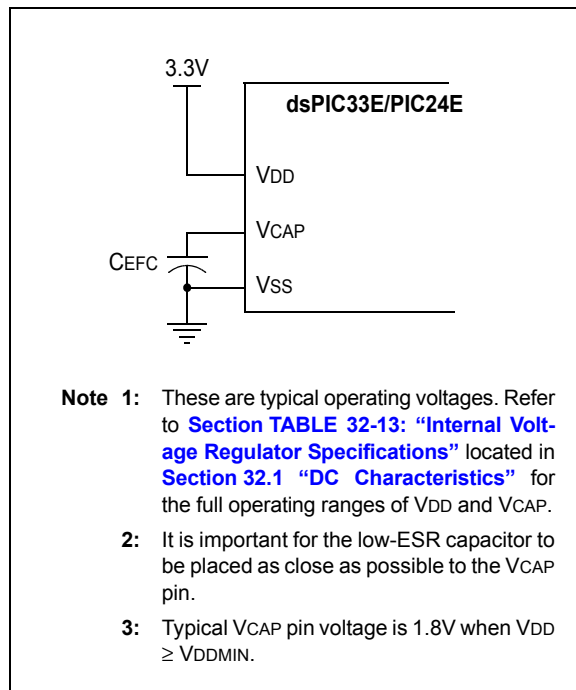 3.3V
dsPIC33E/PIC24E
VDD
VCAP
CEFC
VSS
Note 1: These are typical operating voltages. Refer
to Section TABLE 32-13: “Internal Volt-
age Regulator Specifications” located in
Section 32.1 “DC Characteristics” for
the full operating ranges of VDD and VCAP.
2: It is important for the low-ESR capacitor to
be placed as close as possible to the VCAP
pin.
3: Typical VCAP pin voltage is 1.8V when VDD
≥ VDDMIN.